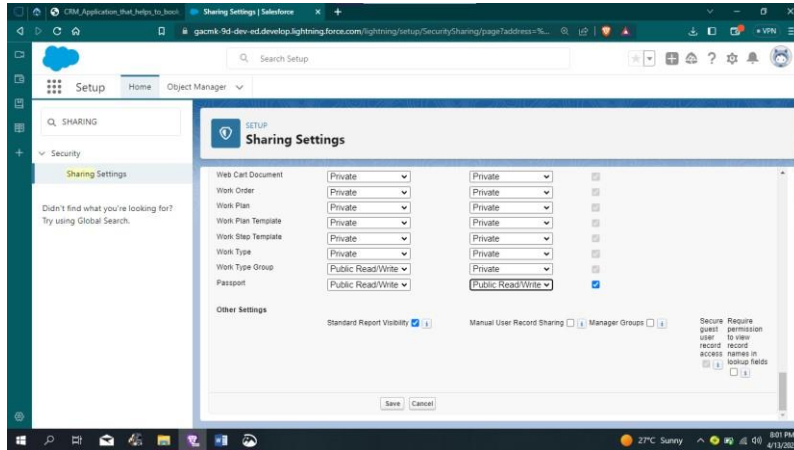 CRM_Application_that_helps_to_book
Sharing Settings | Salesforce
gacmk-9d-dev-ed.develop.lightning.force.com/lightning/setup/SecuritySharing/page?address=%...
VPN
Search Setup
Setup Home Object Manager
SHARING
Security
Sharing Settings
Didn't find what you're looking for?
Try using Global Search.
SETUP
Sharing Settings
Web Cart Document Private Private
Work Order Private Private
Work Plan Private Private
Work Plan Template Private Private
Work Step Template Private Private
Work Type Private Private
Work Type Group Public Read/Write Private
Passport Public Read/Write Public Read/Write
Other Settings
Standard Report Visibility
Manual User Record Sharing
Manager Groups
Secure guest user record access
Require permission to view record names in lookup fields
Save Cancel
27°C Sunny
8:01 PM